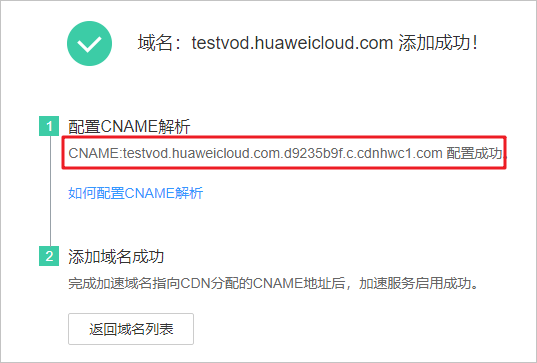 域名：testvod.huaweicloud.com 添加成功！
1 配置CNAME解析
CNAME:testvod.huaweicloud.com.d9235b9f.c.cdnhwc1.com 配置成功。
如何配置CNAME解析
2 添加域名成功
完成加速域名指向CDN分配的CNAME地址后，加速服务启用成功。
返回域名列表